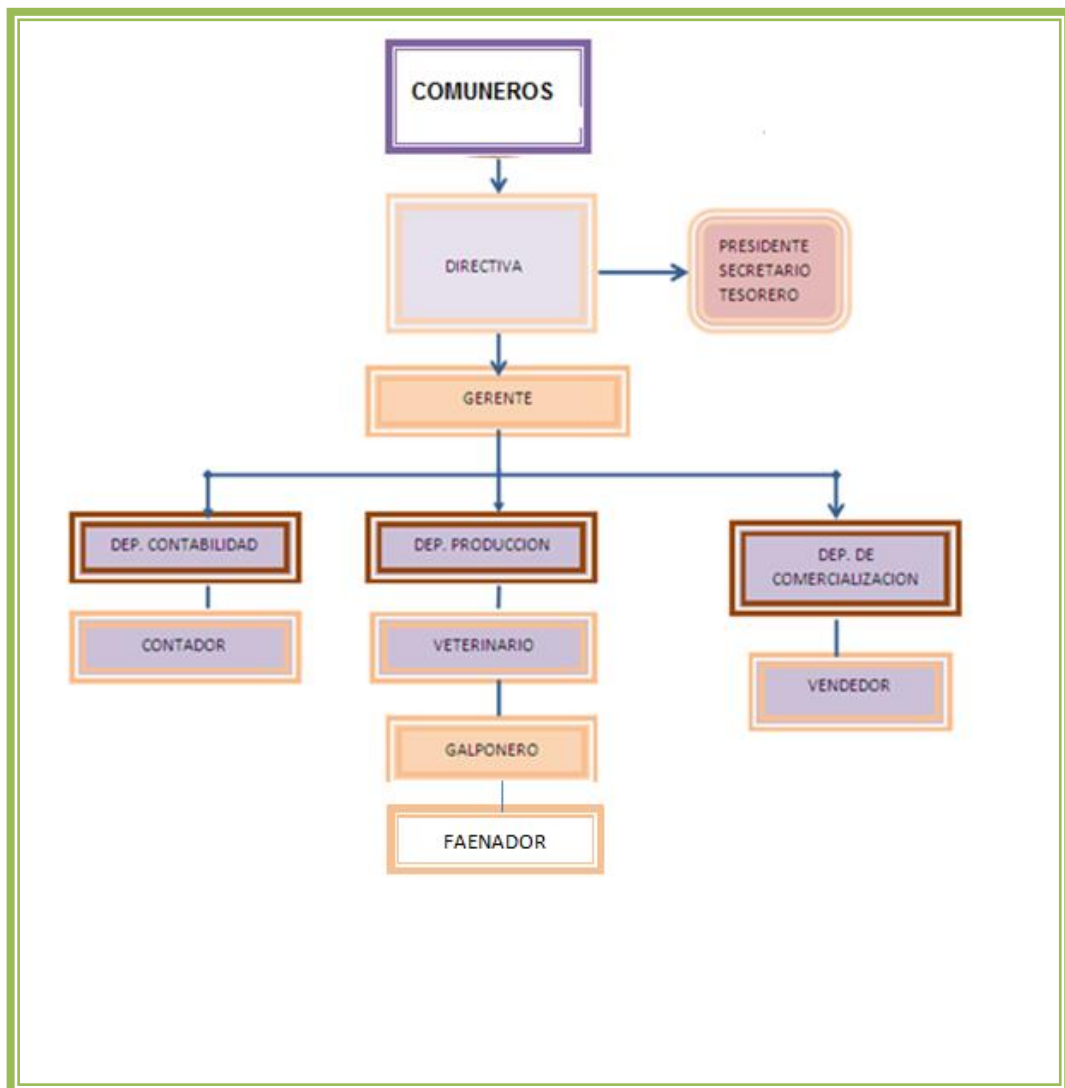 COMUNEROS
DIRECTIVA
PRESIDENTE
SECRETARIO
TESORERO
GERENTE
DEP. CONTABILIDAD
DEP. PRODUCCION
DEP. DE
COMERCIALIZACION
CONTADOR
VETERINARIO
VENDEDOR
GALPONERO
FAENADOR